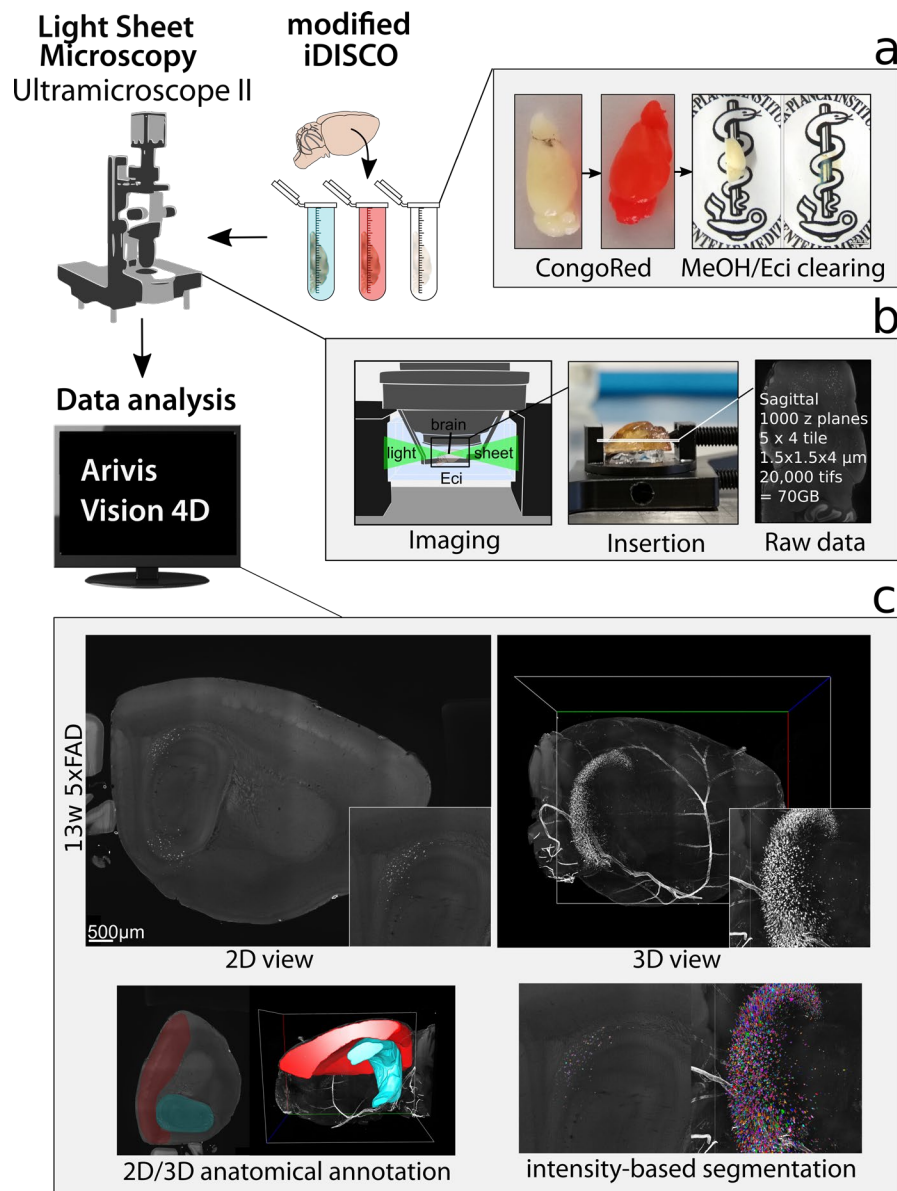 Light Sheet
Microscopy
Ultramicroscope II
modified
iDISCO
a
CongoRed
MeOH/Eci clearing
b
brain
light
sheet
Eci
Imaging
Insertion
Sagittal
1000 z planes
5 x 4 tile
1.5x1.5x4 µm
20,000 tifs
= 70GB
Raw data
Data analysis
Arivis
Vision 4D
c
13w 5xFAD
500µm
2D view
3D view
2D/3D anatomical annotation
intensity-based segmentation